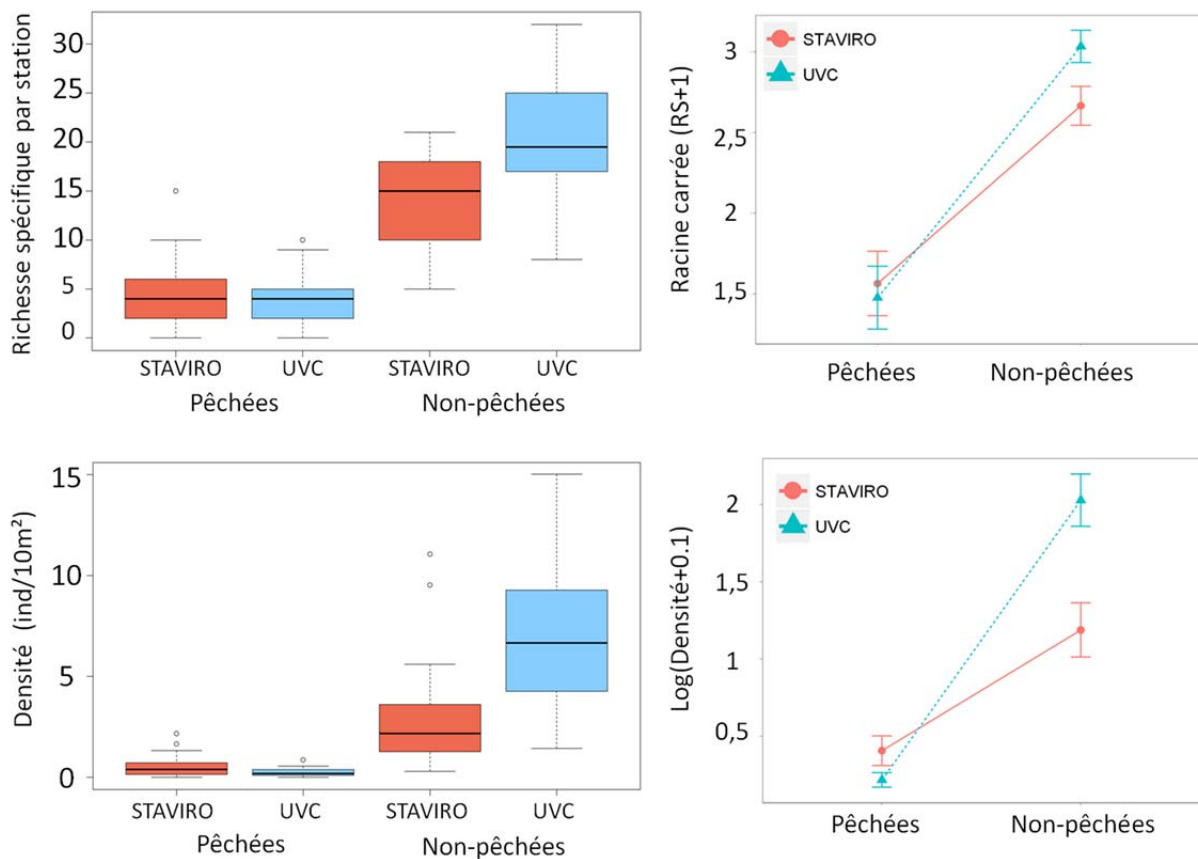 Richesse spécifique par station
30
25
20
15
10
5
0
STAVIRO UVC STAVIRO UVC
Pêchées Non-pêchées
Racine carrée (RS+1)
STAVIRO
UVC
3
2,5
2
1,5
Pêchées Non-pêchées
Densité (ind/10m²)
15
10
5
0
STAVIRO UVC STAVIRO UVC
Pêchées Non-pêchées
Log(Densité+0.1)
STAVIRO
UVC
2
1,5
1
0,5
Pêchées Non-pêchées